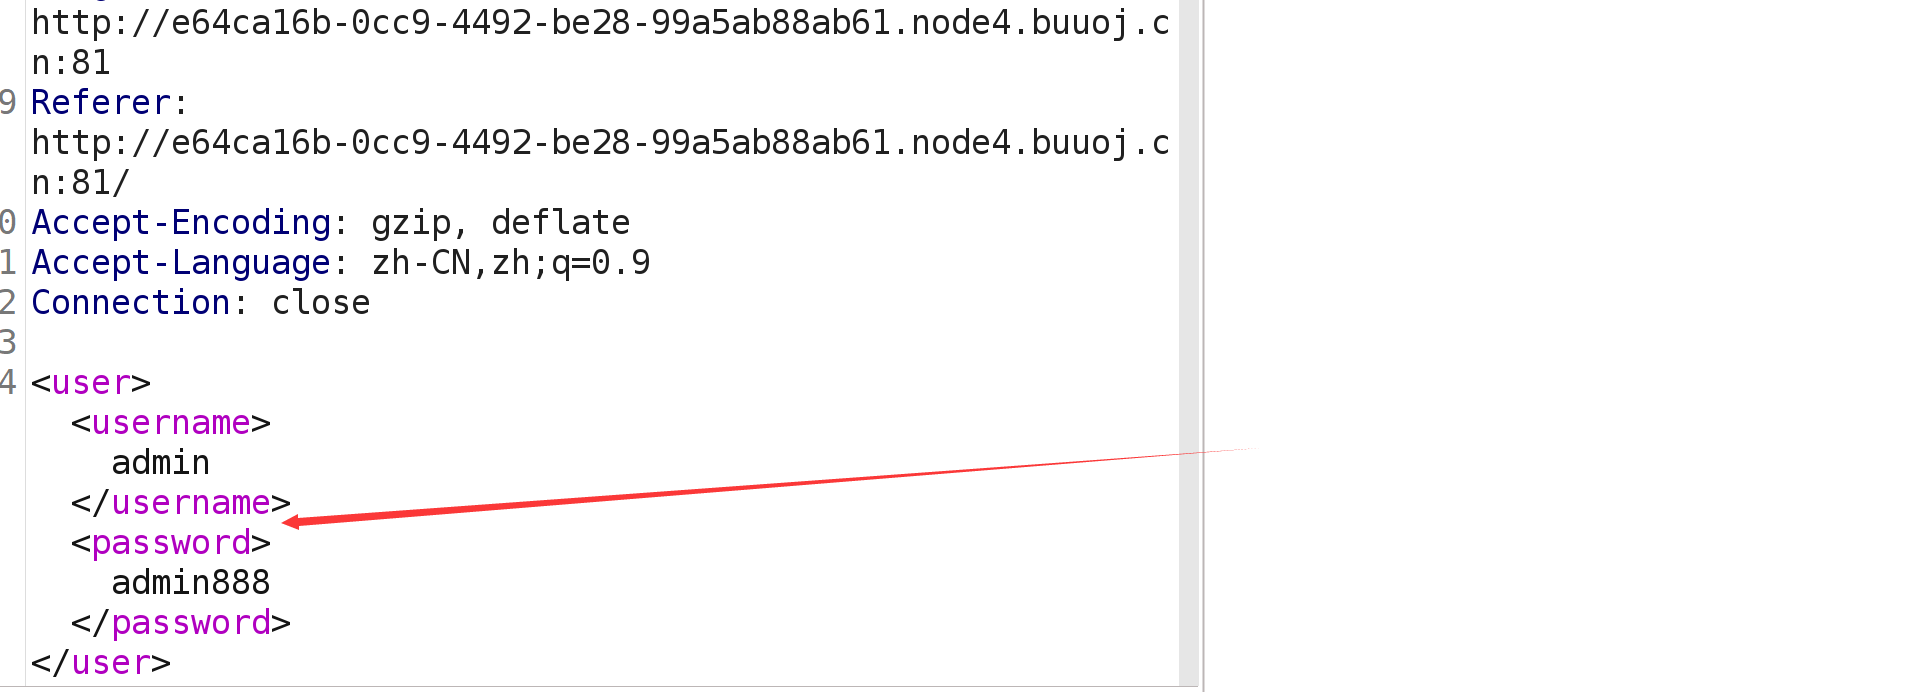 http://e64ca16b-0cc9-4492-be28-99a5ab88ab61.node4.buuoj.c
n:81
9 Referer:
http://e64ca16b-0cc9-4492-be28-99a5ab88ab61.node4.buuoj.c
n:81/
0 Accept-Encoding: gzip, deflate
1 Accept-Language: zh-CN,zh;q=0.9
2 Connection: close
3
4 <user>
<username>
admin
</username>
<password>
admin888
</password>
</user>